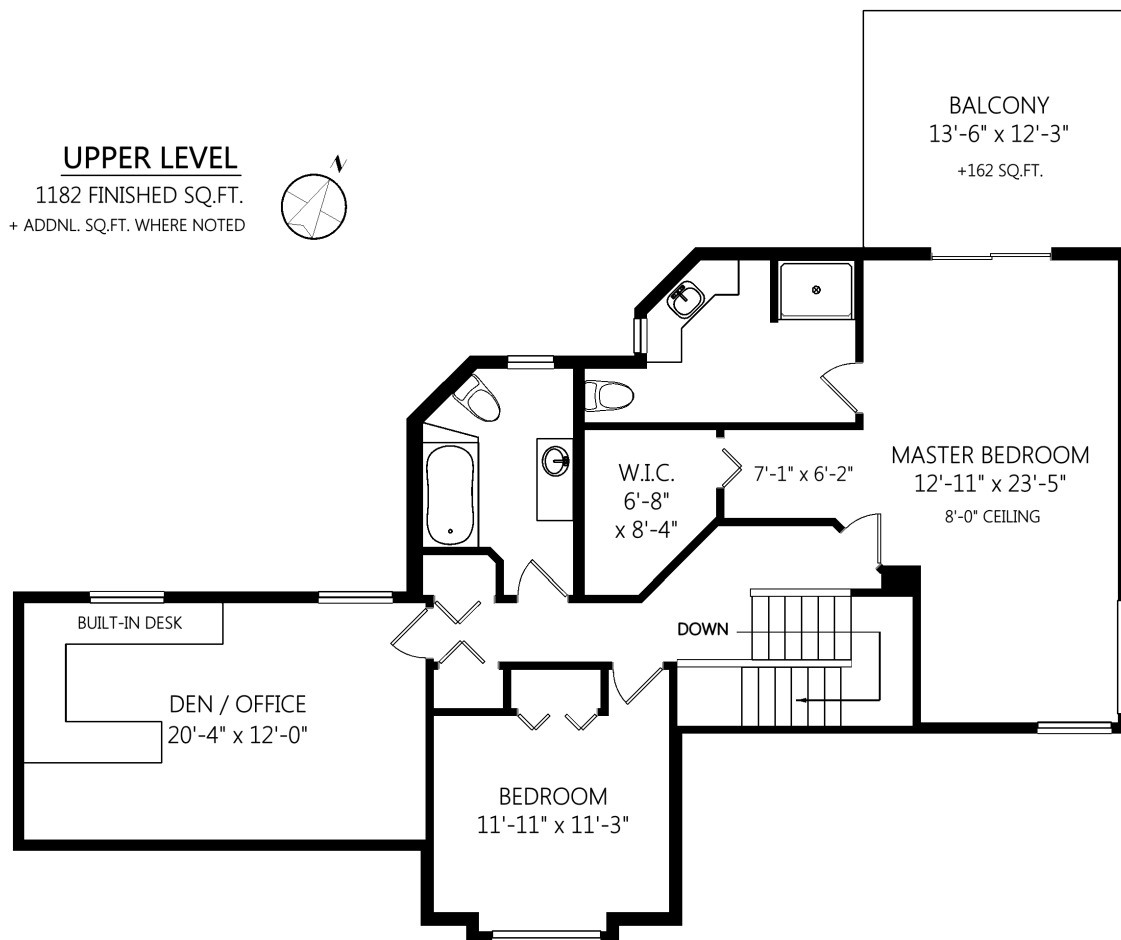 UPPER LEVEL
1182 FINISHED SQ.FT.
+ ADDNL. SQ.FT. WHERE NOTED
N
BALCONY
13'-6" x 12'-3"
+162 SQ.FT.
MASTER BEDROOM
12'-11" x 23'-5"
8'-0" CEILING
W.I.C.
6'-8"
x 8'-4"
7'-1" x 6'-2"
BUILT-IN DESK
DOWN
DEN / OFFICE
20'-4" x 12'-0"
BEDROOM
11'-11" x 11'-3"